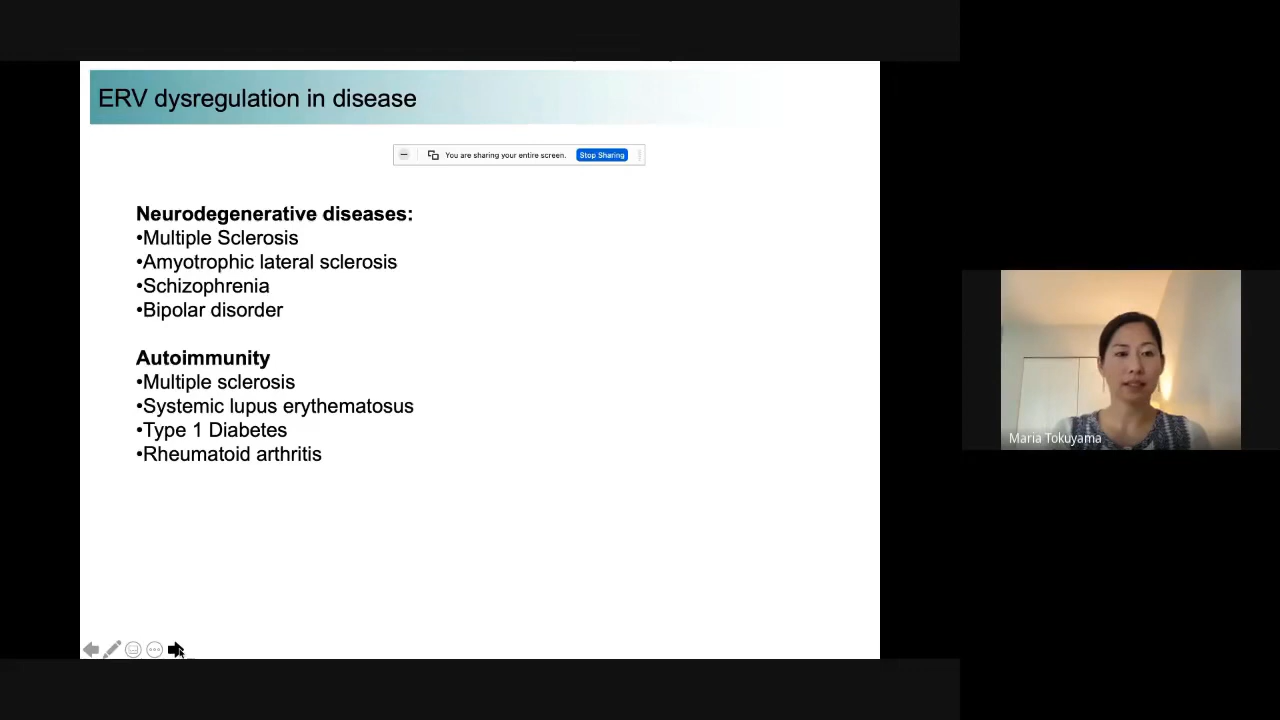 ERV dysregulation in disease
You are sharing your entire screen. Stop Sharing
Neurodegenerative diseases:
•Multiple Sclerosis
•Amyotrophic lateral sclerosis
•Schizophrenia
•Bipolar disorder
Autoimmunity
•Multiple sclerosis
•Systemic lupus erythematosus
•Type 1 Diabetes
•Rheumatoid arthritis
Maria Tokuyama